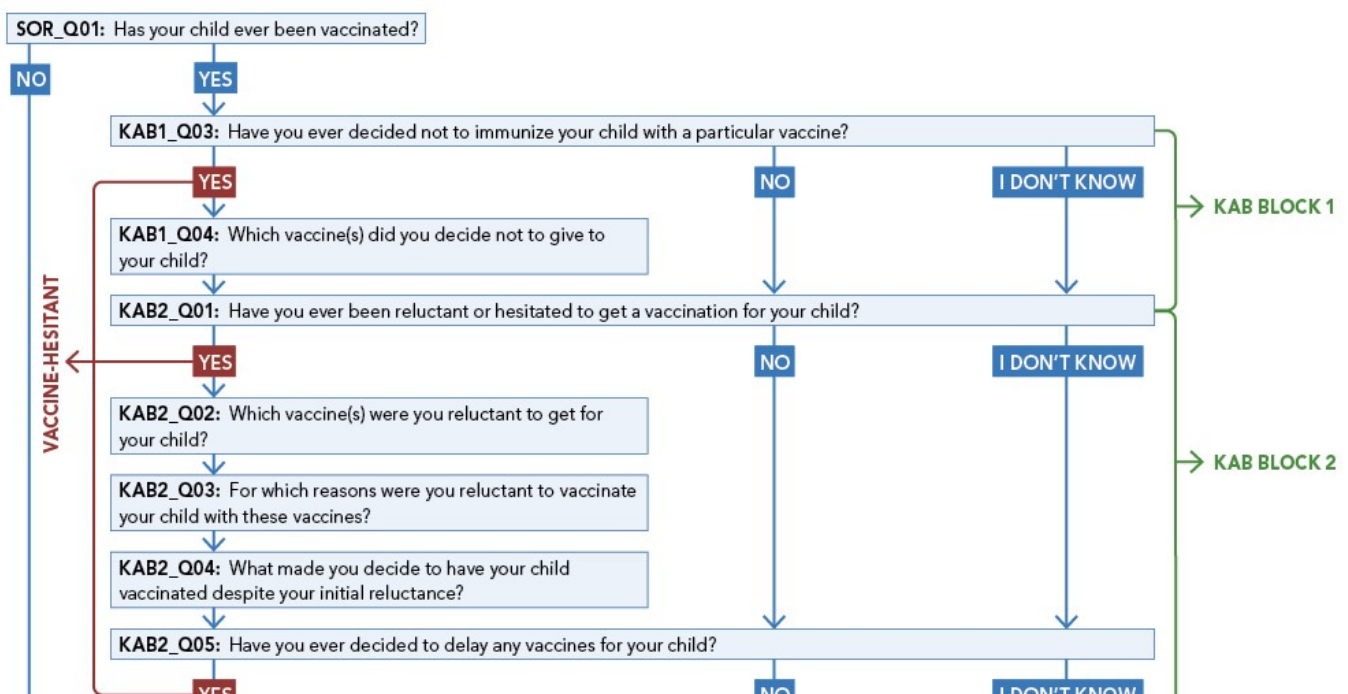 SOR_Q01: Has your child ever been vaccinated?
NO
YES
KAB1_Q03: Have you ever decided not to immunize your child with a particular vaccine?
YES
NO
I DON'T KNOW
KAB BLOCK 1
KAB1_Q04: Which vaccine(s) did you decide not to give to
your child?
KAB2_Q01: Have you ever been reluctant or hesitated to get a vaccination for your child?
VACCINE-HESITANT
YES
NO
I DON'T KNOW
KAB2_Q02: Which vaccine(s) were you reluctant to get for
your child?
KAB BLOCK 2
KAB2_Q03: For which reasons were you reluctant to vaccinate
your child with these vaccines?
KAB2_Q04: What made you decide to have your child
vaccinated despite your initial reluctance?
KAB2_Q05: Have you ever decided to delay any vaccines for your child?
YES
NO
I DON'T KNOW